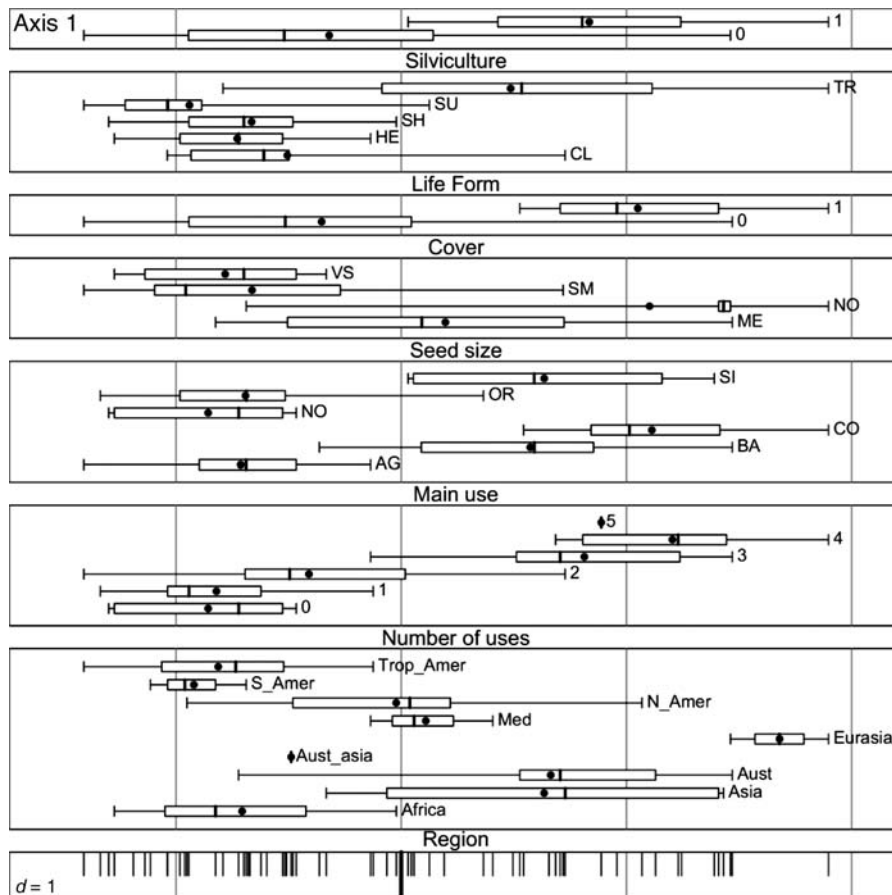 Axis 1
1
0
Silviculture
TR
SU
SH
HE
CL
Life Form
1
0
Cover
VS
SM
NO
ME
Seed size
SI
OR
NO
CO
BA
AG
Main use
5
4
3
2
1
0
Number of uses
Trop_Amer
S_Amer
N_Amer
Med
Eurasia
Aust_asia
Aust
Asia
Africa
Region
d = 1